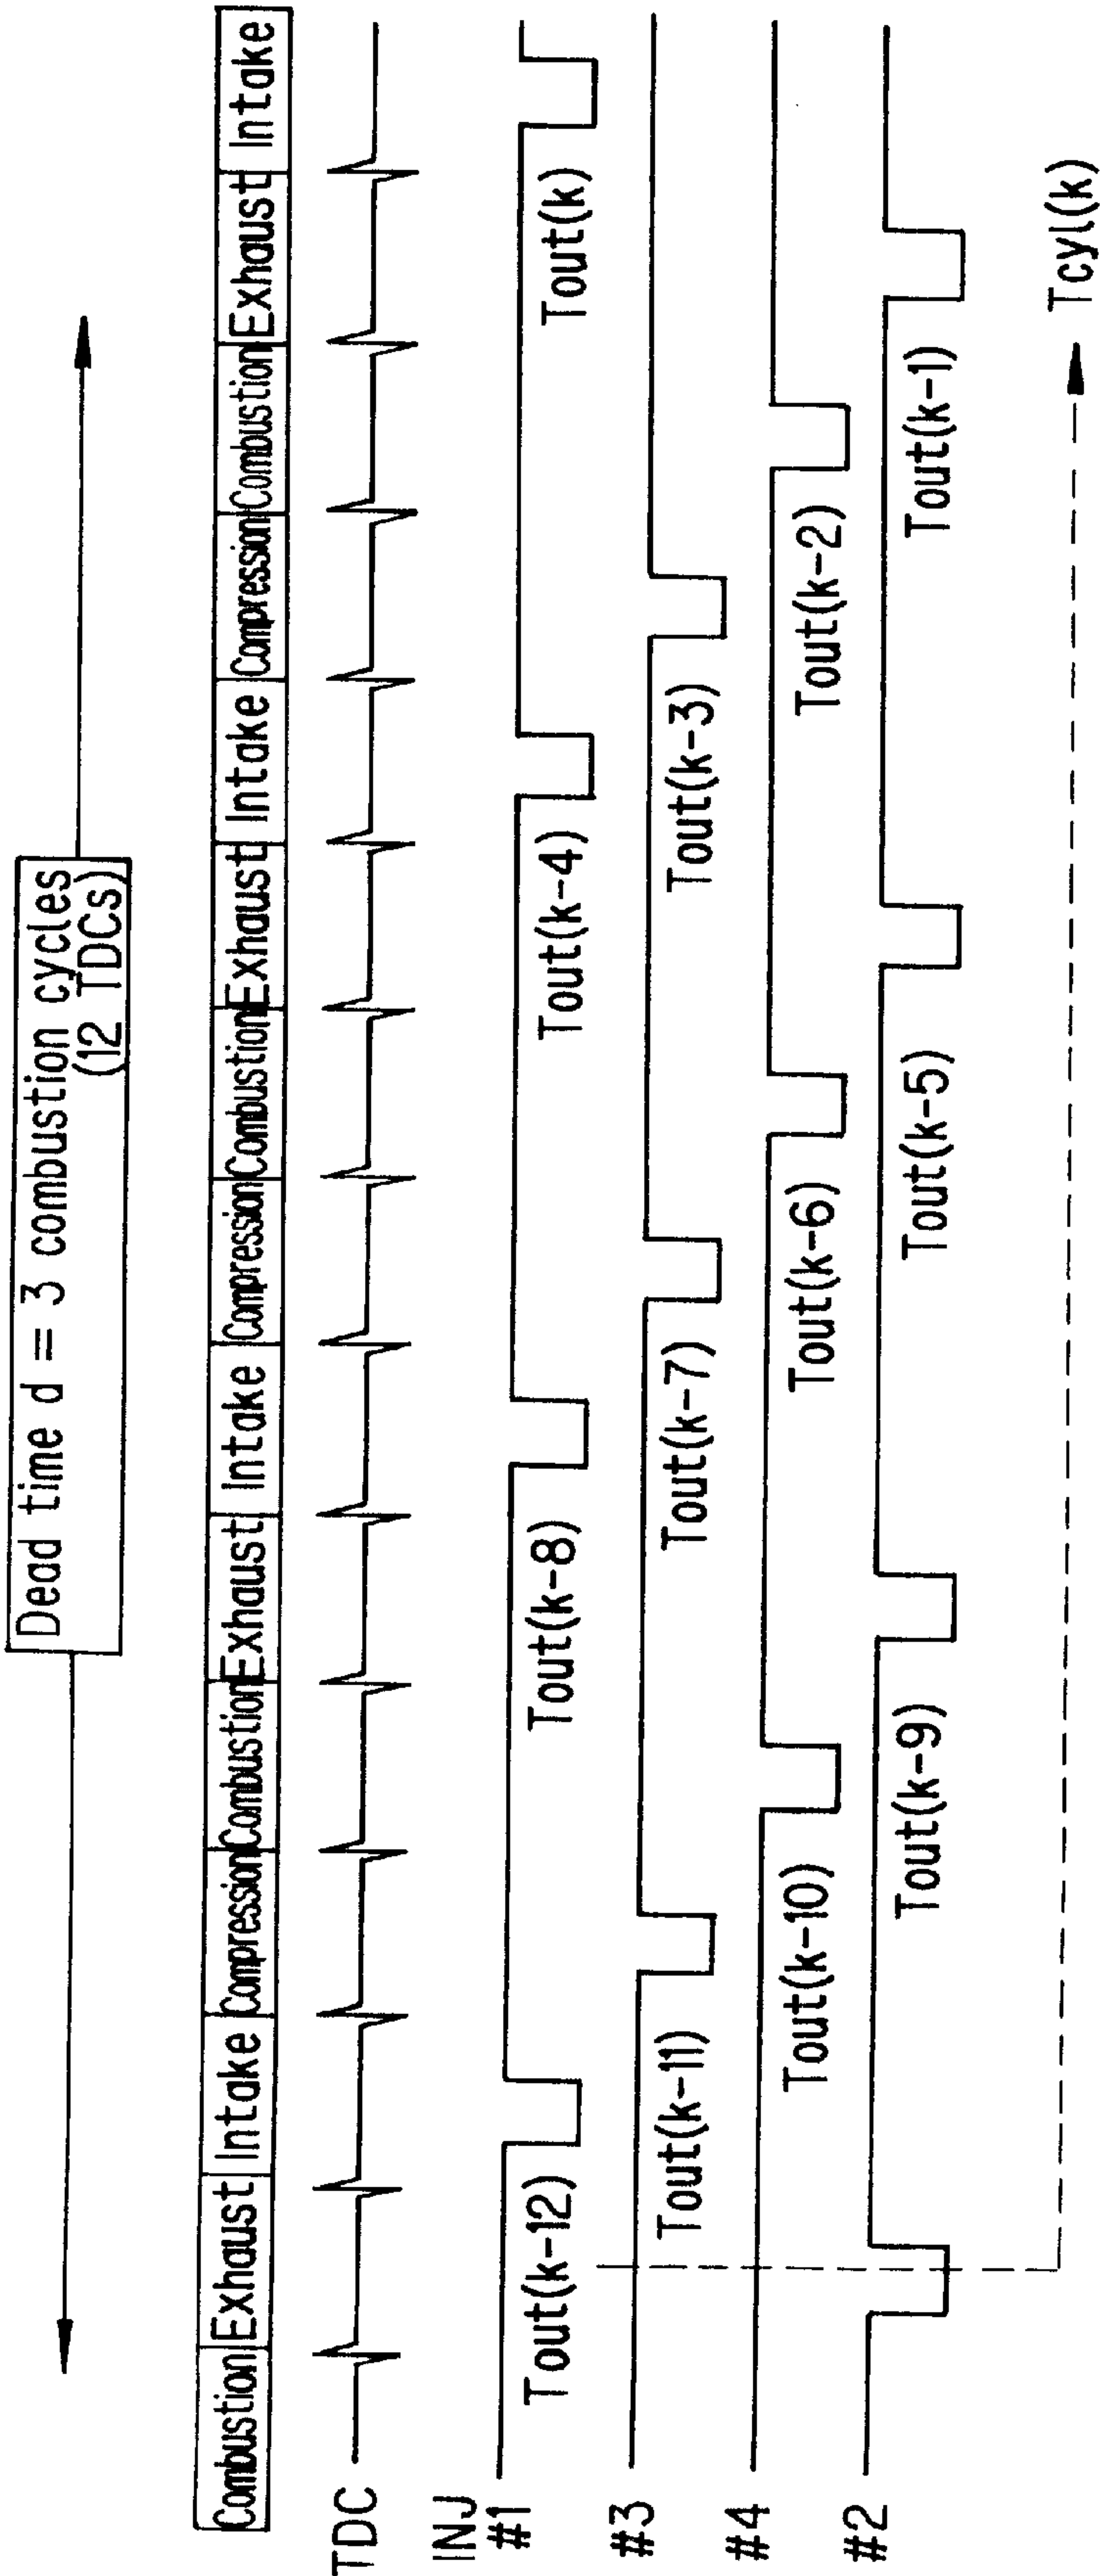 Dead time d = 3 combustion cycles
(12 TDCs)
Combustion Exhaust Intake Compression Combustion Exhaust Intake Compression Combustion Exhaust Intake Compression Combustion Exhaust Intake
TDC
INJ
#1
Tout(k-12) Tout(k-8) Tout(k-4) Tout(k)
#3
Tout(k-11) Tout(k-7) Tout(k-3)
#4
Tout(k-10) Tout(k-6) Tout(k-2)
#2
Tout(k-9) Tout(k-5) Tout(k-1)
Tcyl(k)